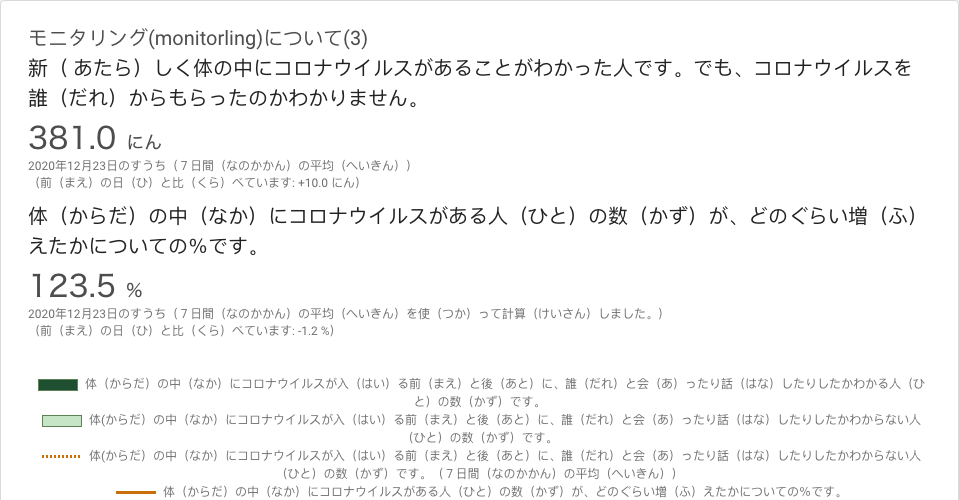 モニタリング(monitorling)について(3)
新（ あたら）しく体の中にコロナウイルスがあることがわかった人です。でも、コロナウイルスを
誰（だれ）からもらったのかわかりません。
381.0 にん
2020年12月23日のすうち（７日間（なのかかん）の平均（へいきん））
（前（まえ）の日（ひ）と比（くら）べています: +10.0 にん）
体（からだ）の中（なか）にコロナウイルスがある人（ひと）の数（かず）が、どのぐらい増（ふ）
えたかについての%です。
123.5 %
2020年12月23日のすうち（７日間（なのかかん）の平均（へいきん）を使（つか）って計算（けいさん）しました。）
（前（まえ）の日（ひ）と比（くら）べています: -1.2 %）
体（からだ）の中（なか）にコロナウイルスが入（はい）る前（まえ）と後（あと）に、誰（だれ）と会（あ）ったり話（はな）したりしたかわかる人（ひ
と）の数（かず）です。
体(からだ）の中（なか）にコロナウイルスが入（はい）る前（まえ）と後（あと）に、誰（だれ）と会（あ）ったり話（はな）したりしたかわからない人
（ひと）の数（かず）です。
体(からだ）の中（なか）にコロナウイルスが入（はい）る前（まえ）と後（あと）に、誰（だれ）と会（あ）ったり話（はな）したりしたかわからない人
（ひと）の数（かず）です。（７日間（なのかかん）の平均（へいきん））
体（からだ）の中（なか）にコロナウイルスがある人（ひと）の数（かず）が、どのぐらい増（ふ）えたかについての%です。